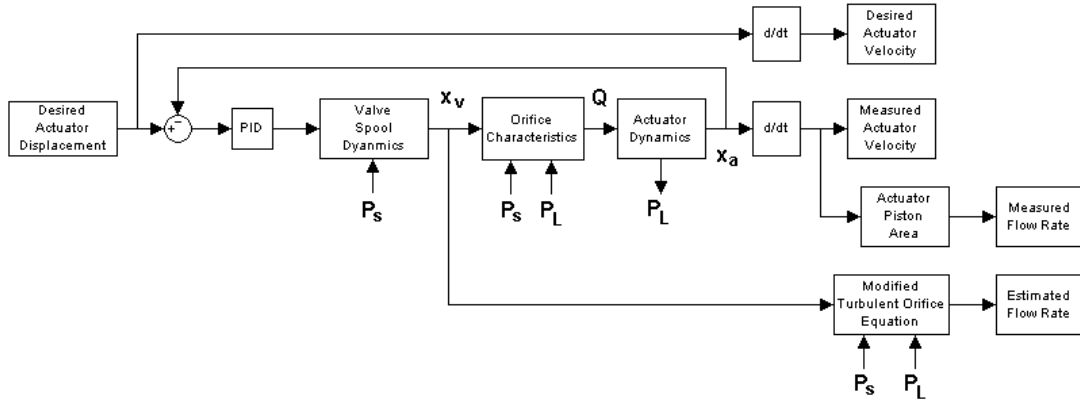 d/dt
Desired
Actuator
Velocity
Desired
Actuator
Displacement
+
−
PID
Valve
Spool
Dyanmics
x_v
Orifice
Characteristics
Q
Actuator
Dynamics
x_a
d/dt
Measured
Actuator
Velocity
P_s
P_s
P_L
P_L
Actuator
Piston
Area
Measured
Flow Rate
Modified
Turbulent Orifice
Equation
Estimated
Flow Rate
P_s
P_L